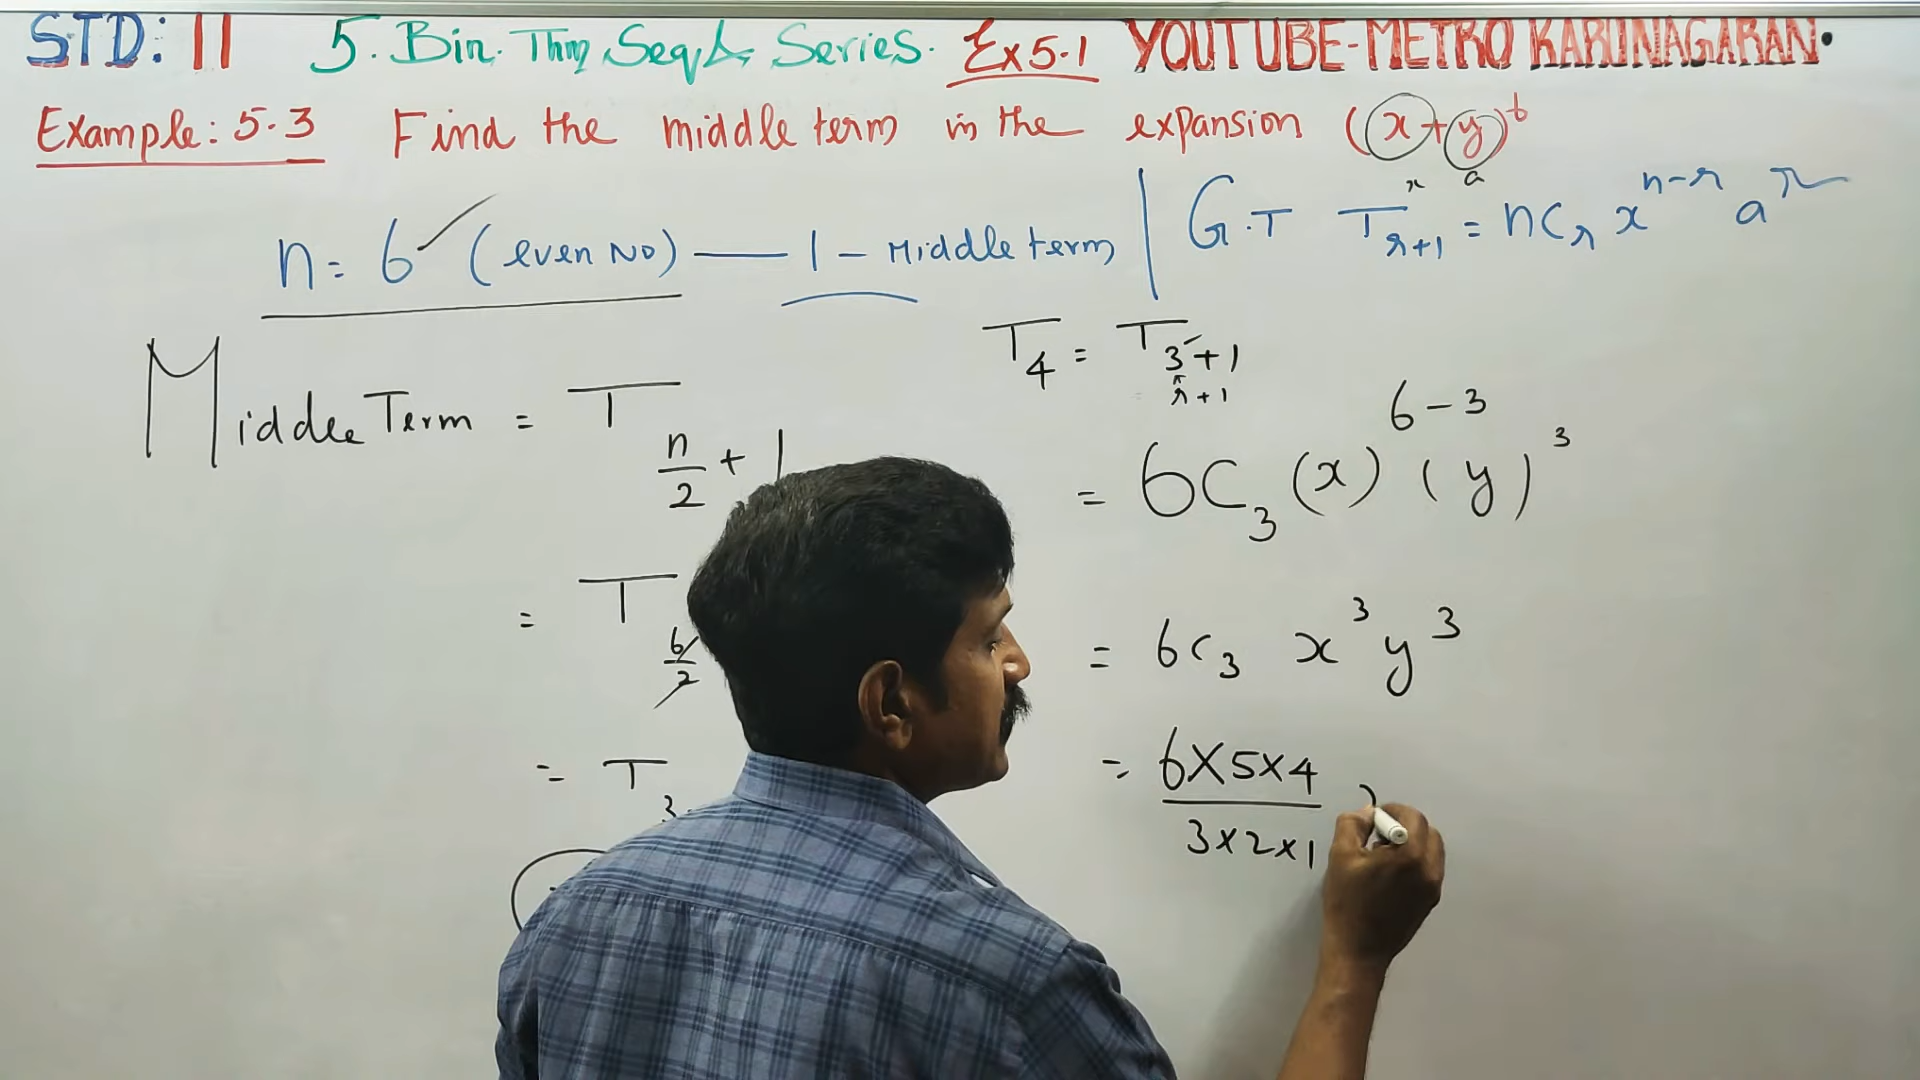 STD: 11 5. Bin. Thm, Seq & Series. Ex 5.1 YOUTUBE-METRO KARUNAGARAN.
Example: 5.3 Find the middle term in the expansion (x+y)^6
x a
n = 6 (even No) — 1 - Middle term | G.T T_{r+1} = nC_r x^{n-r} a^r
Middle Term = T_{n/2 + 1}
= T_{6/2}
= T_3
T_4 = T_{3+1}
r+1
= 6C_3 (x)^{6-3} (y)^3
= 6C_3 x^3 y^3
= 6×5×4
3×2×1